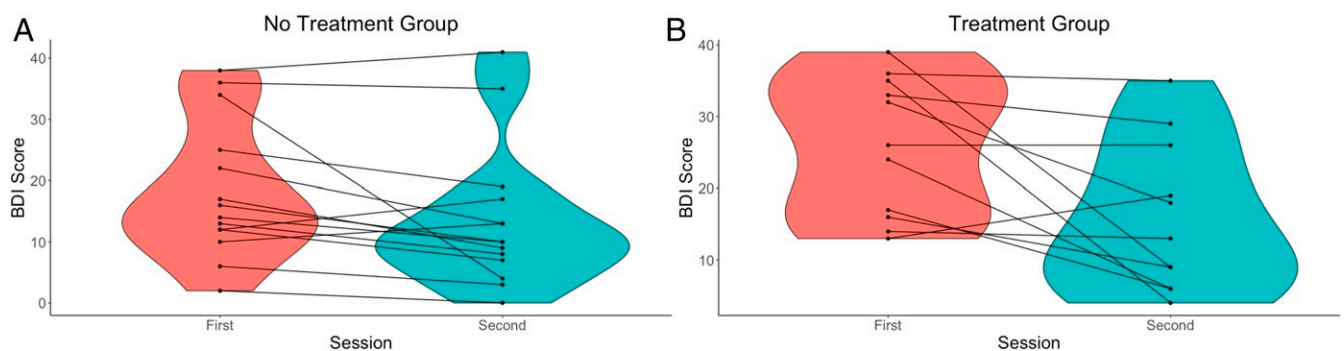 A
No Treatment Group
BDI Score
40
30
20
10
0
First
Second
Session
B
Treatment Group
BDI Score
40
30
20
10
First
Second
Session